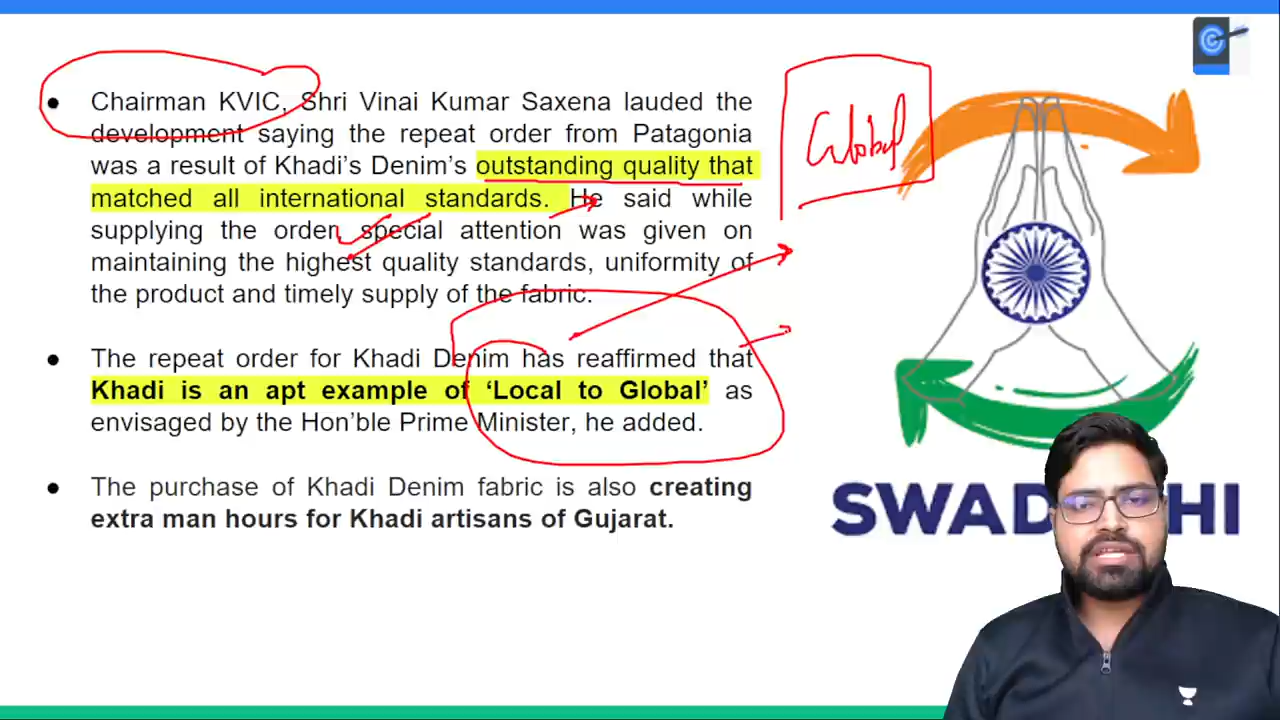 Chairman KVIC, Shri Vinai Kumar Saxena lauded the
development saying the repeat order from Patagonia
was a result of Khadi's Denim's outstanding quality that
matched all international standards. He said while
supplying the order, special attention was given on
maintaining the highest quality standards, uniformity of
the product and timely supply of the fabric.
The repeat order for Khadi Denim has reaffirmed that
Khadi is an apt example of 'Local to Global' as
envisaged by the Hon'ble Prime Minister, he added.
The purchase of Khadi Denim fabric is also creating
extra man hours for Khadi artisans of Gujarat.
Global